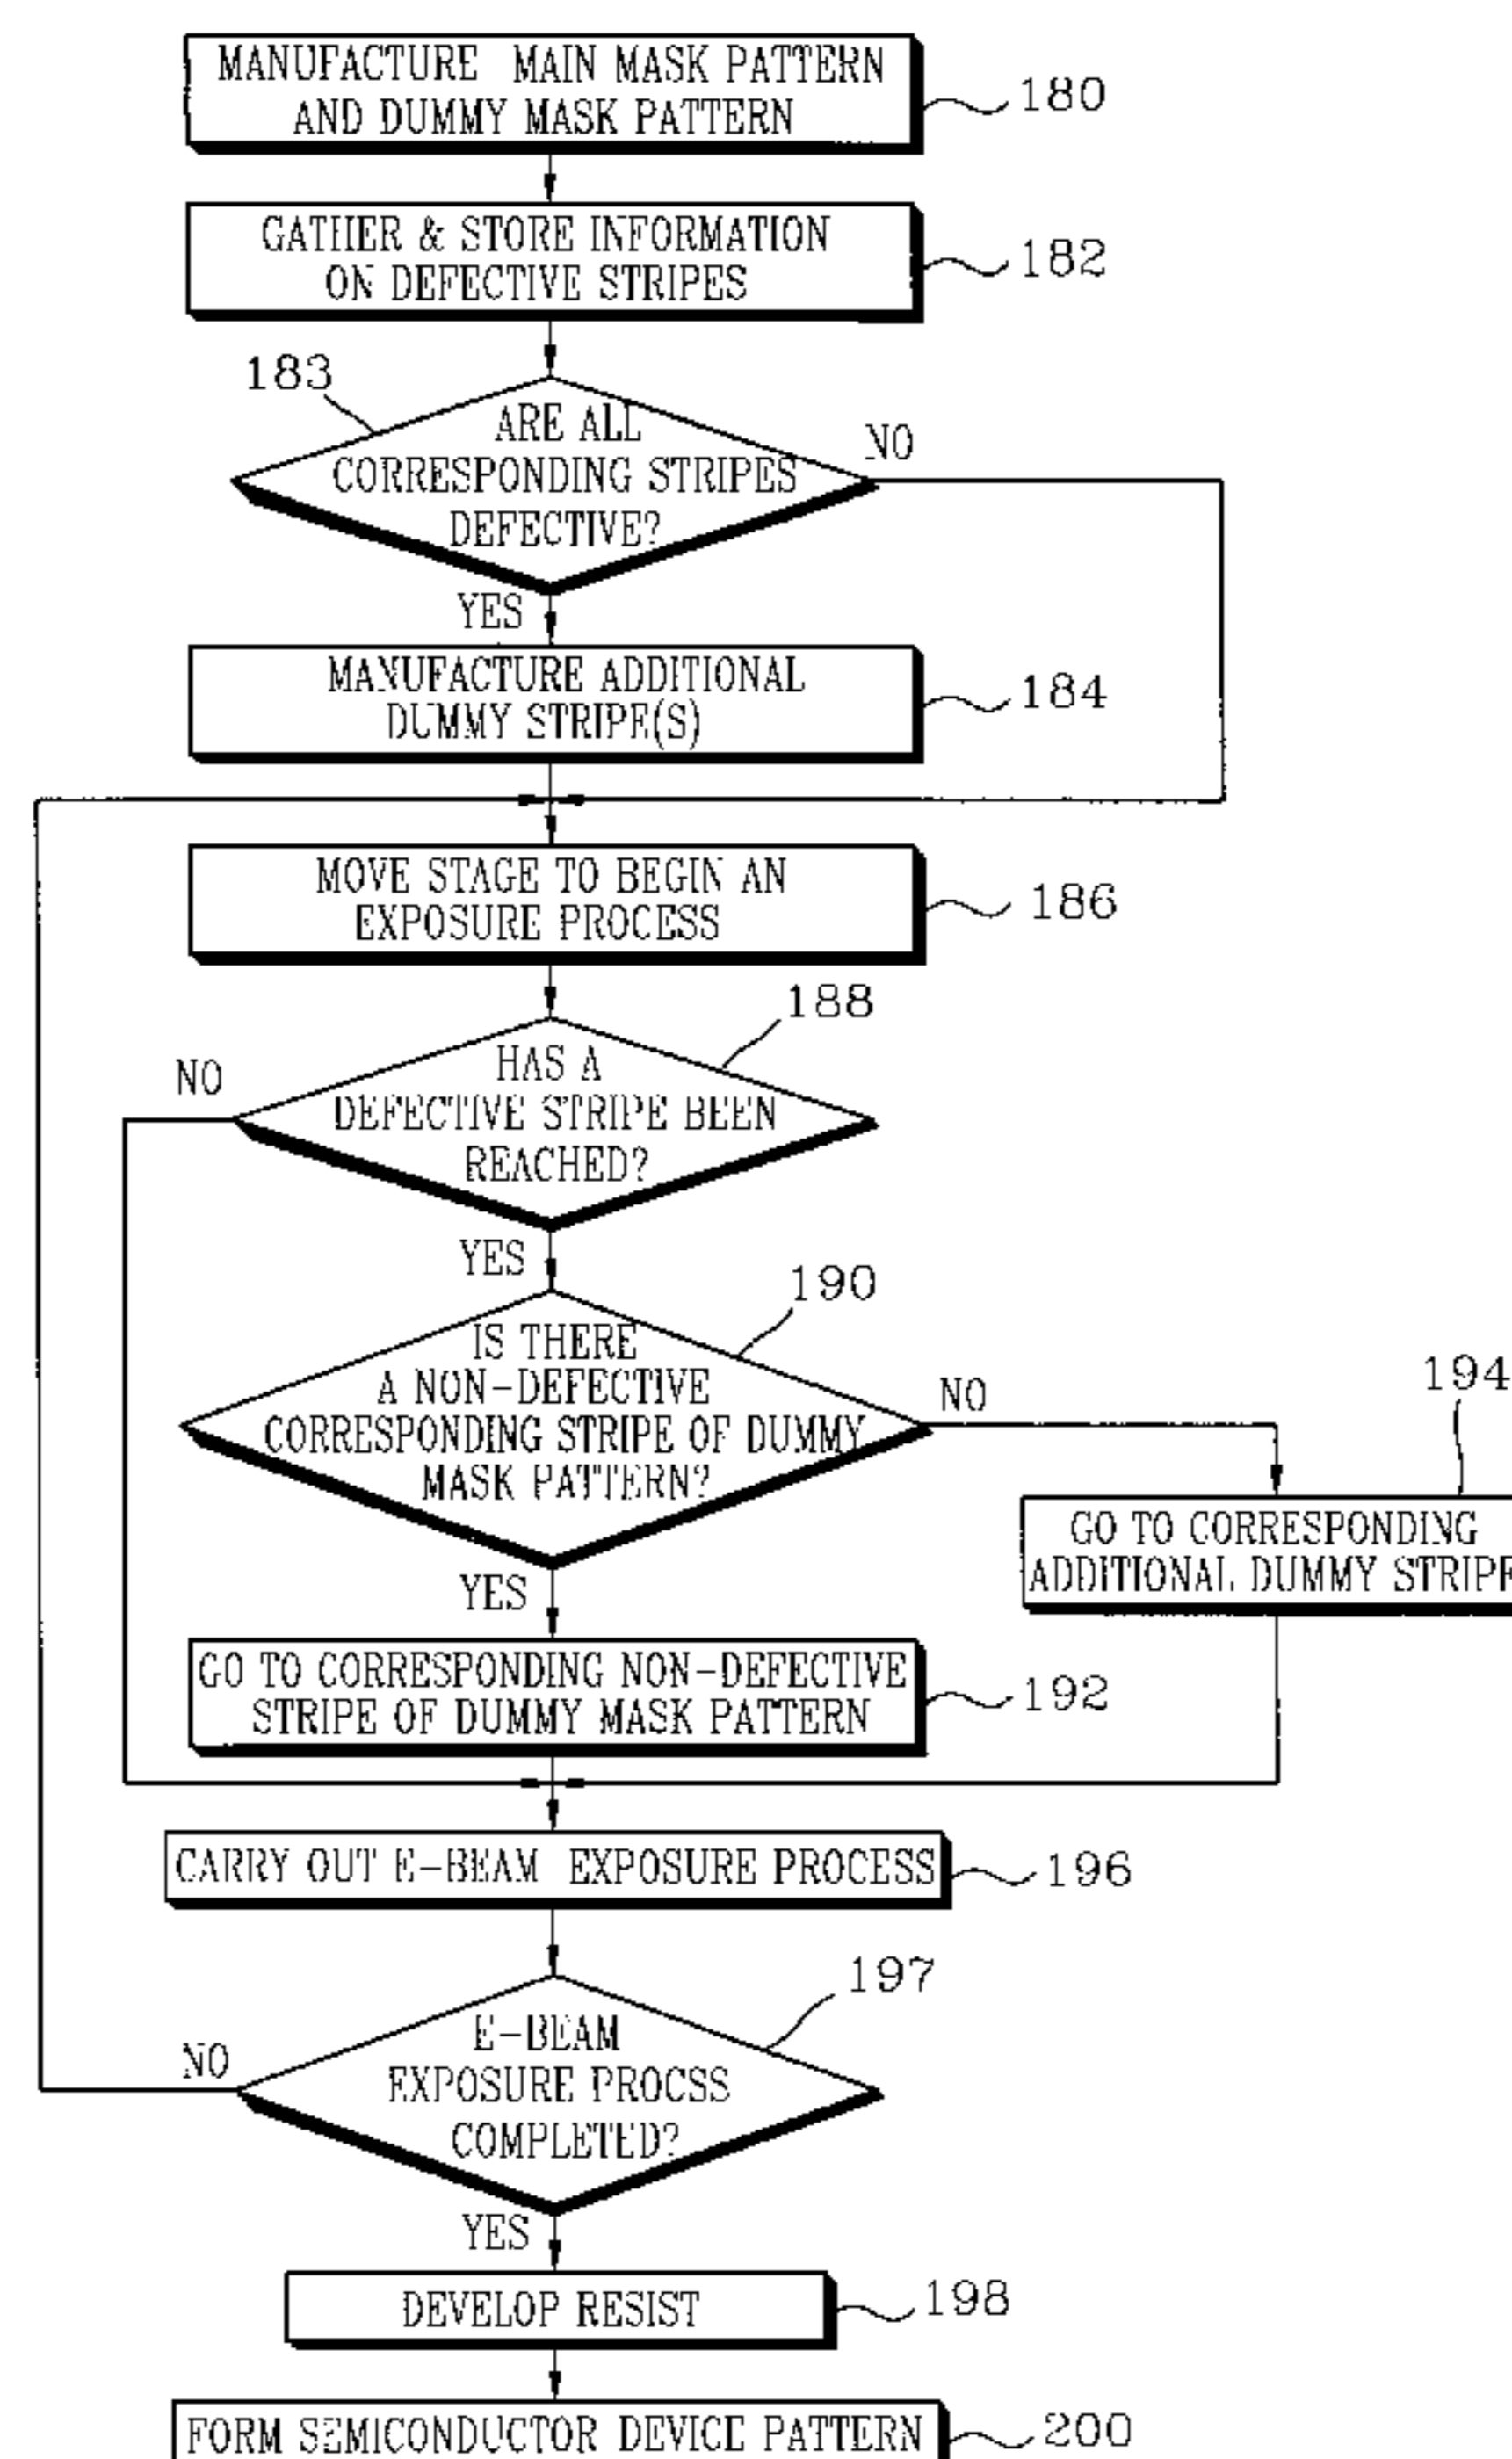 MANUFACTURE MAIN MASK PATTERN
AND DUMMY MASK PATTERN
180
GATHER & STORE INFORMATION
ON DEFECTIVE STRIPES
182
183
ARE ALL
CORRESPONDING STRIPES
DEFECTIVE?
NO
YES
MANUFACTURE ADDITIONAL
DUMMY STRIPE(S)
184
MOVE STAGE TO BEGIN AN
EXPOSURE PROCESS
186
188
HAS A
DEFECTIVE STRIPE BEEN
REACHED?
NO
YES
190
IS THERE
A NON-DEFECTIVE
CORRESPONDING STRIPE OF DUMMY
MASK PATTERN?
NO
194
GO TO CORRESPONDING
ADDITIONAL DUMMY STRIPE
YES
GO TO CORRESPONDING NON-DEFECTIVE
STRIPE OF DUMMY MASK PATTERN
192
CARRY OUT E-BEAM EXPOSURE PROCESS
196
197
E-BEAM
EXPOSURE PROCSS
COMPLETED?
NO
YES
DEVELOP RESIST
198
FORM SEMICONDUCTOR DEVICE PATTERN
200